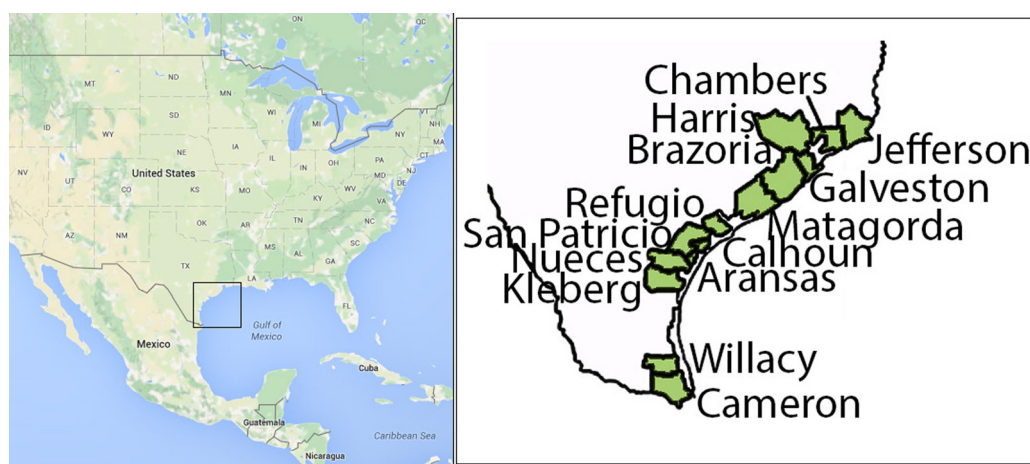 ON
QC
MT
ND
MN
VT
NH
ID
SD
WI
MI
NY
MA
WY
CT
IA
PA
NE
NJ
NV
IL
IN
OH
MD
DE
UT
United States
WV
CO
KS
MO
VA
KY
OK
TN
NC
AZ
NM
AR
SC
MS
AL
GA
TX
LA
FL
Gulf of
Mexico
Mexico
Cuba
Guatemala
Caribbean Sea
Nicaragua
Chambers
Harris
Brazoria
Jefferson
Galveston
Refugio
Matagorda
San Patricio
Calhoun
Nueces
Aransas
Kleberg
Willacy
Cameron